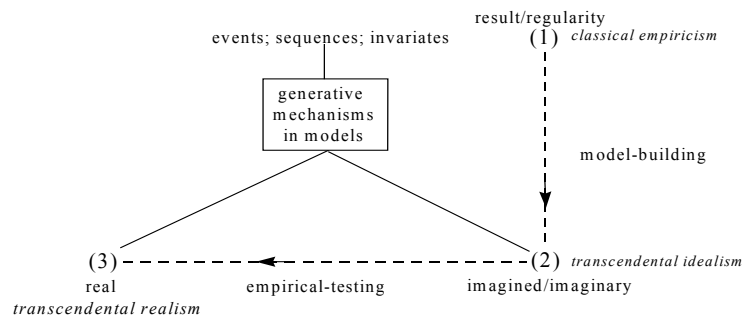 result/regularity
events; sequences; invariates
(1) classical empiricism
generative
mechanisms
in models
model-building
(3)
(2) transcendental idealism
real
empirical-testing
imagined/imaginary
transcendental realism